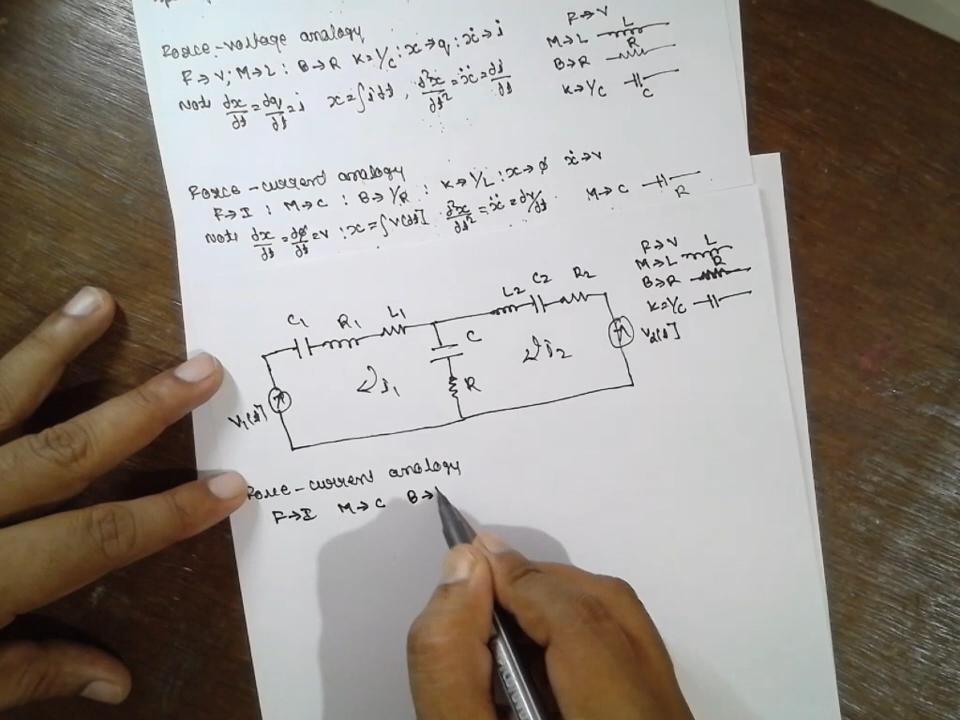 Force-voltage analogy
F→V; M→L : B→R K=1/C : x→q : ẋ→i
Note dx/dt = dq/dt = i x = ∫idt , d²x/dt² = ẍ = di/dt
F→V
M→L L
B→R R
K→1/C C
Force-current analogy
F→I : M→C : B→1/R : K→1/L : x→φ ẋ→v
Note dx/dt = dφ/dt = v : x = ∫v(dt] d²x/dt² = ẍ = dv/dt
M→C R
F→V
M→L L
B→R R
K=1/C
C1 R1 L1 L2 C2 R2
C
R
i1 i2
V1(t] V2(t]
Force-current analogy
F→I M→C B→